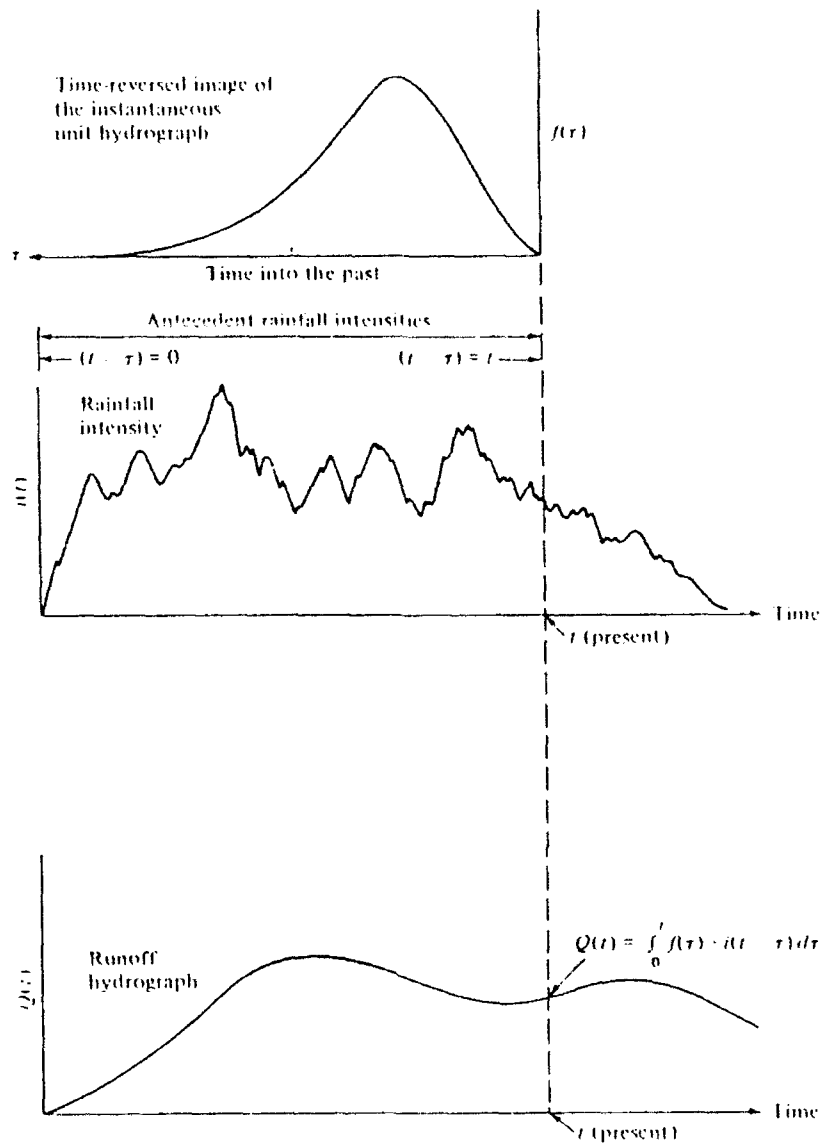 Time-reversed image of
the instantaneous
unit hydrograph
f(τ)
τ
Time into the past
Antecedent rainfall intensities
(t - τ) = 0
(t   τ) = t
Rainfall
intensity
i(t)
Time
t (present)
Q(t) = ∫₀ᵗ f(τ) · i(t   τ) dτ
Runoff
hydrograph
Q(t)
Time
t (present)